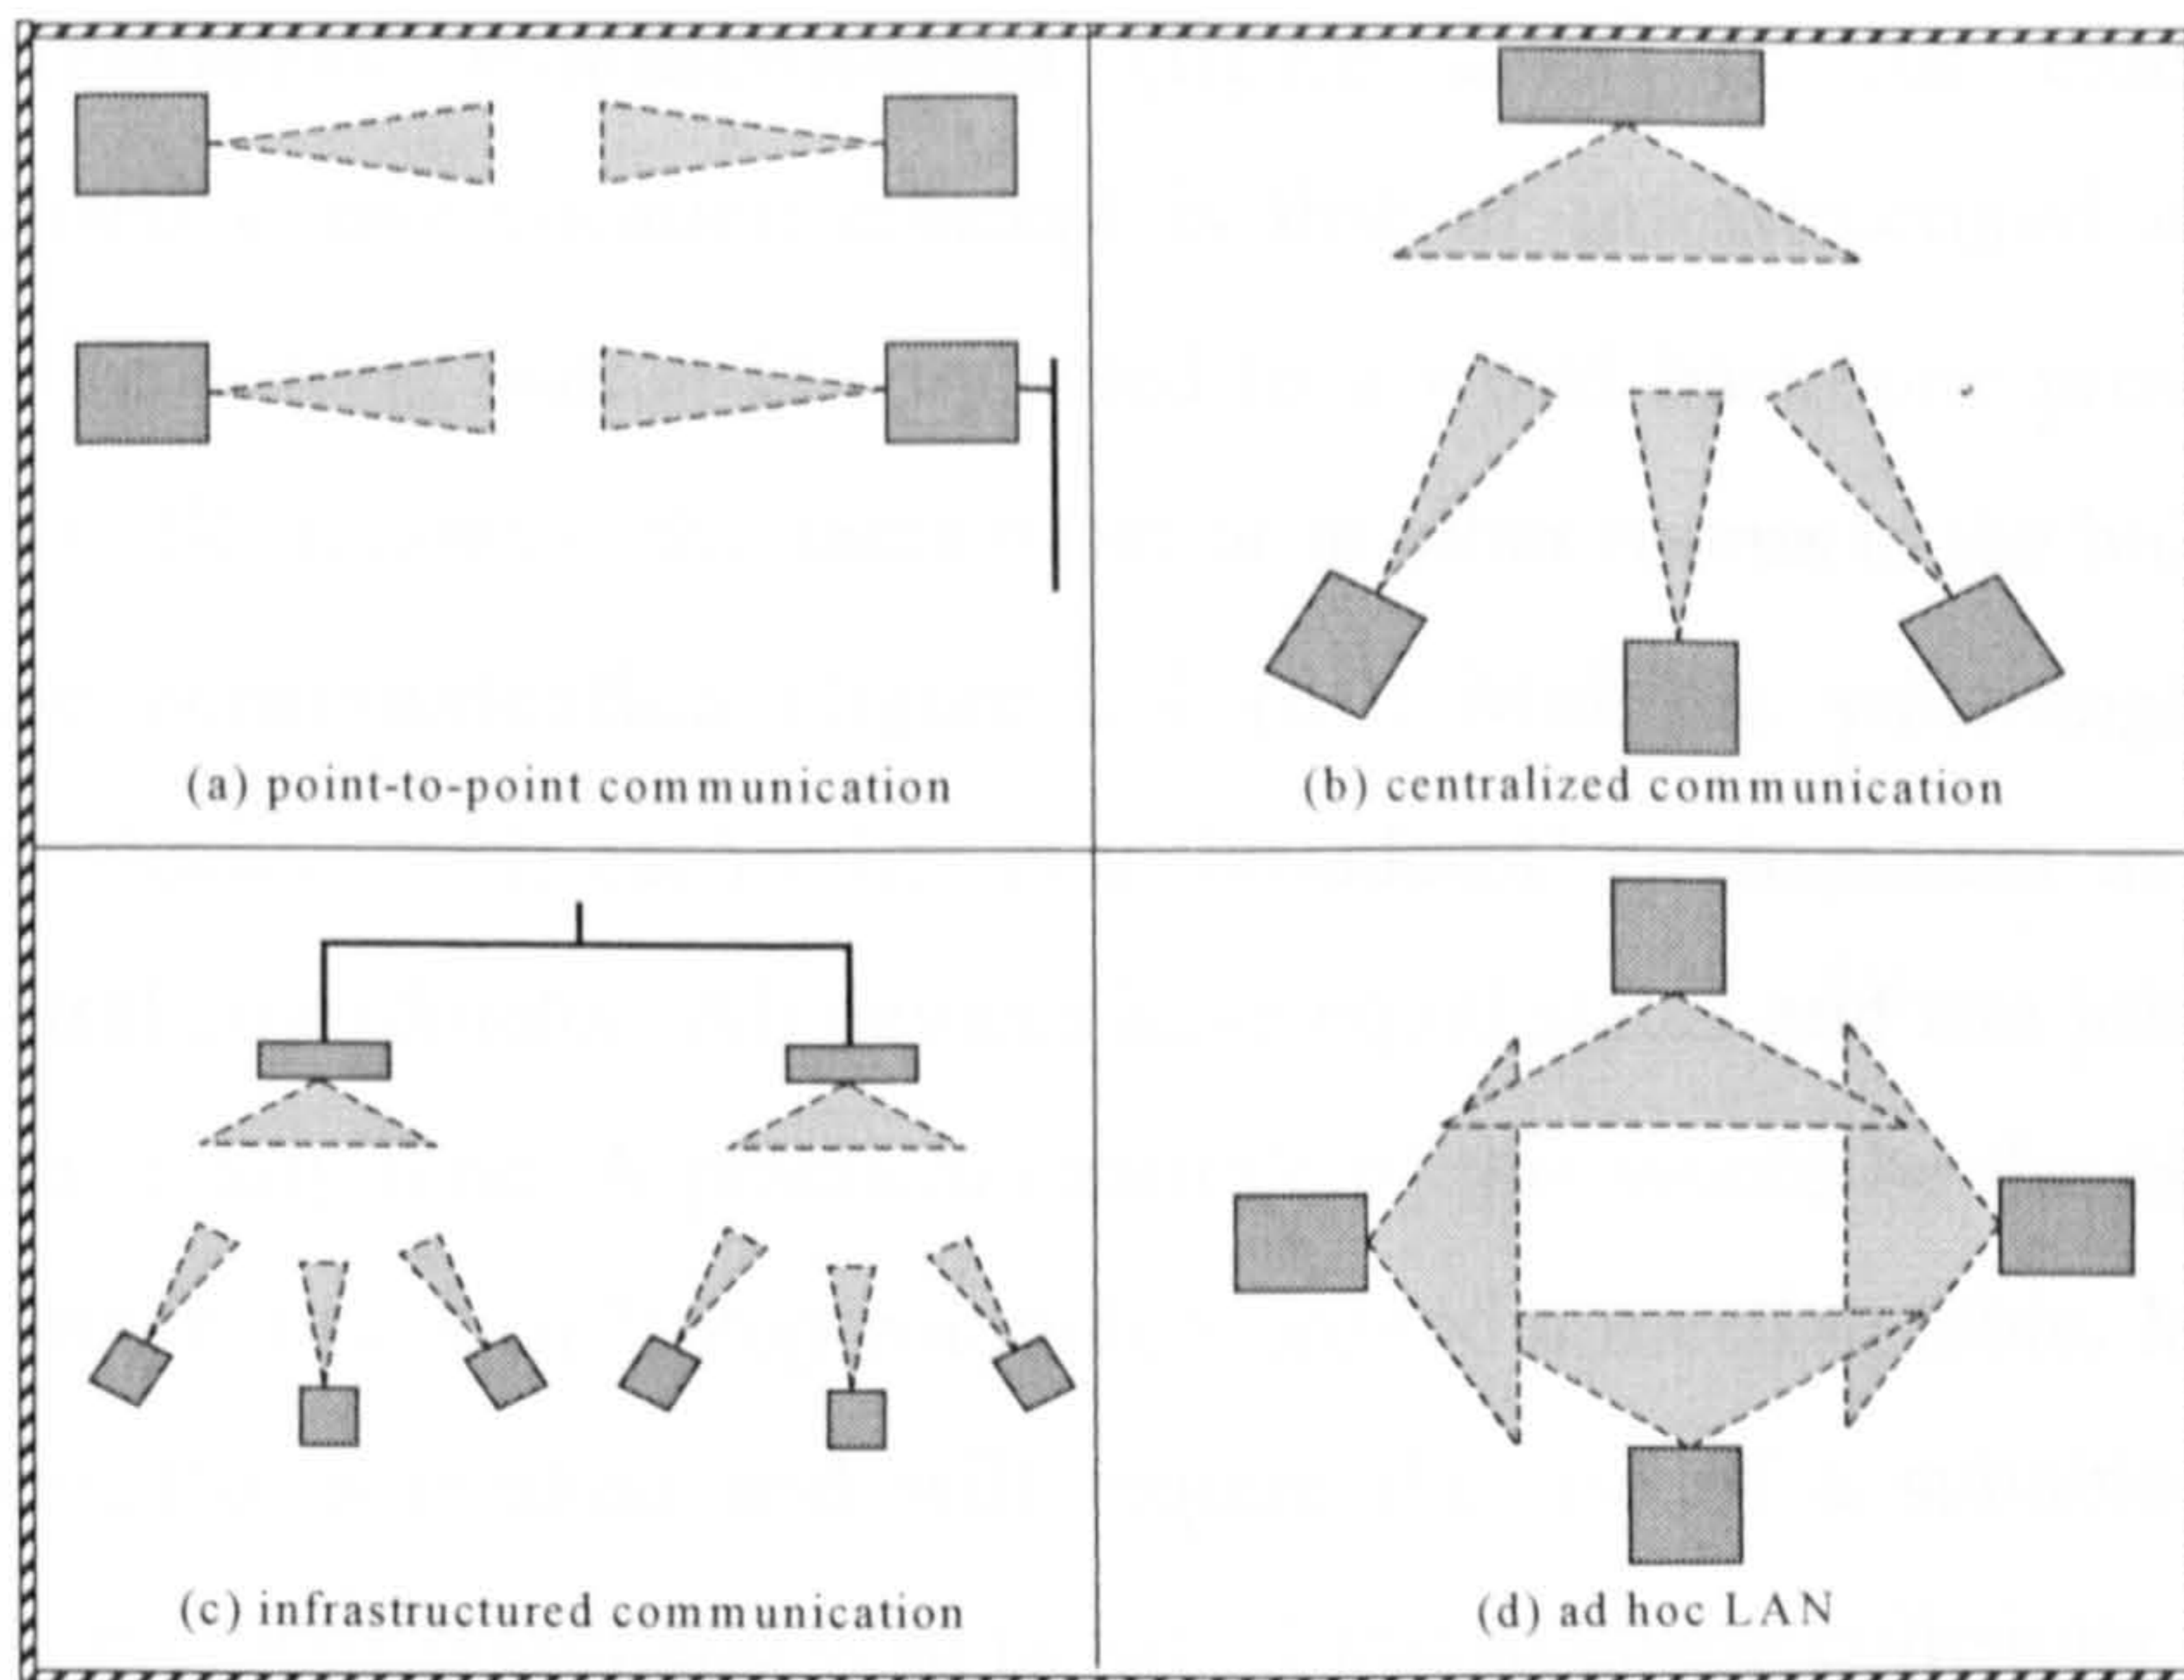 (a) point-to-point communication
(b) centralized communication
(c) infrastructured communication
(d) ad hoc LAN